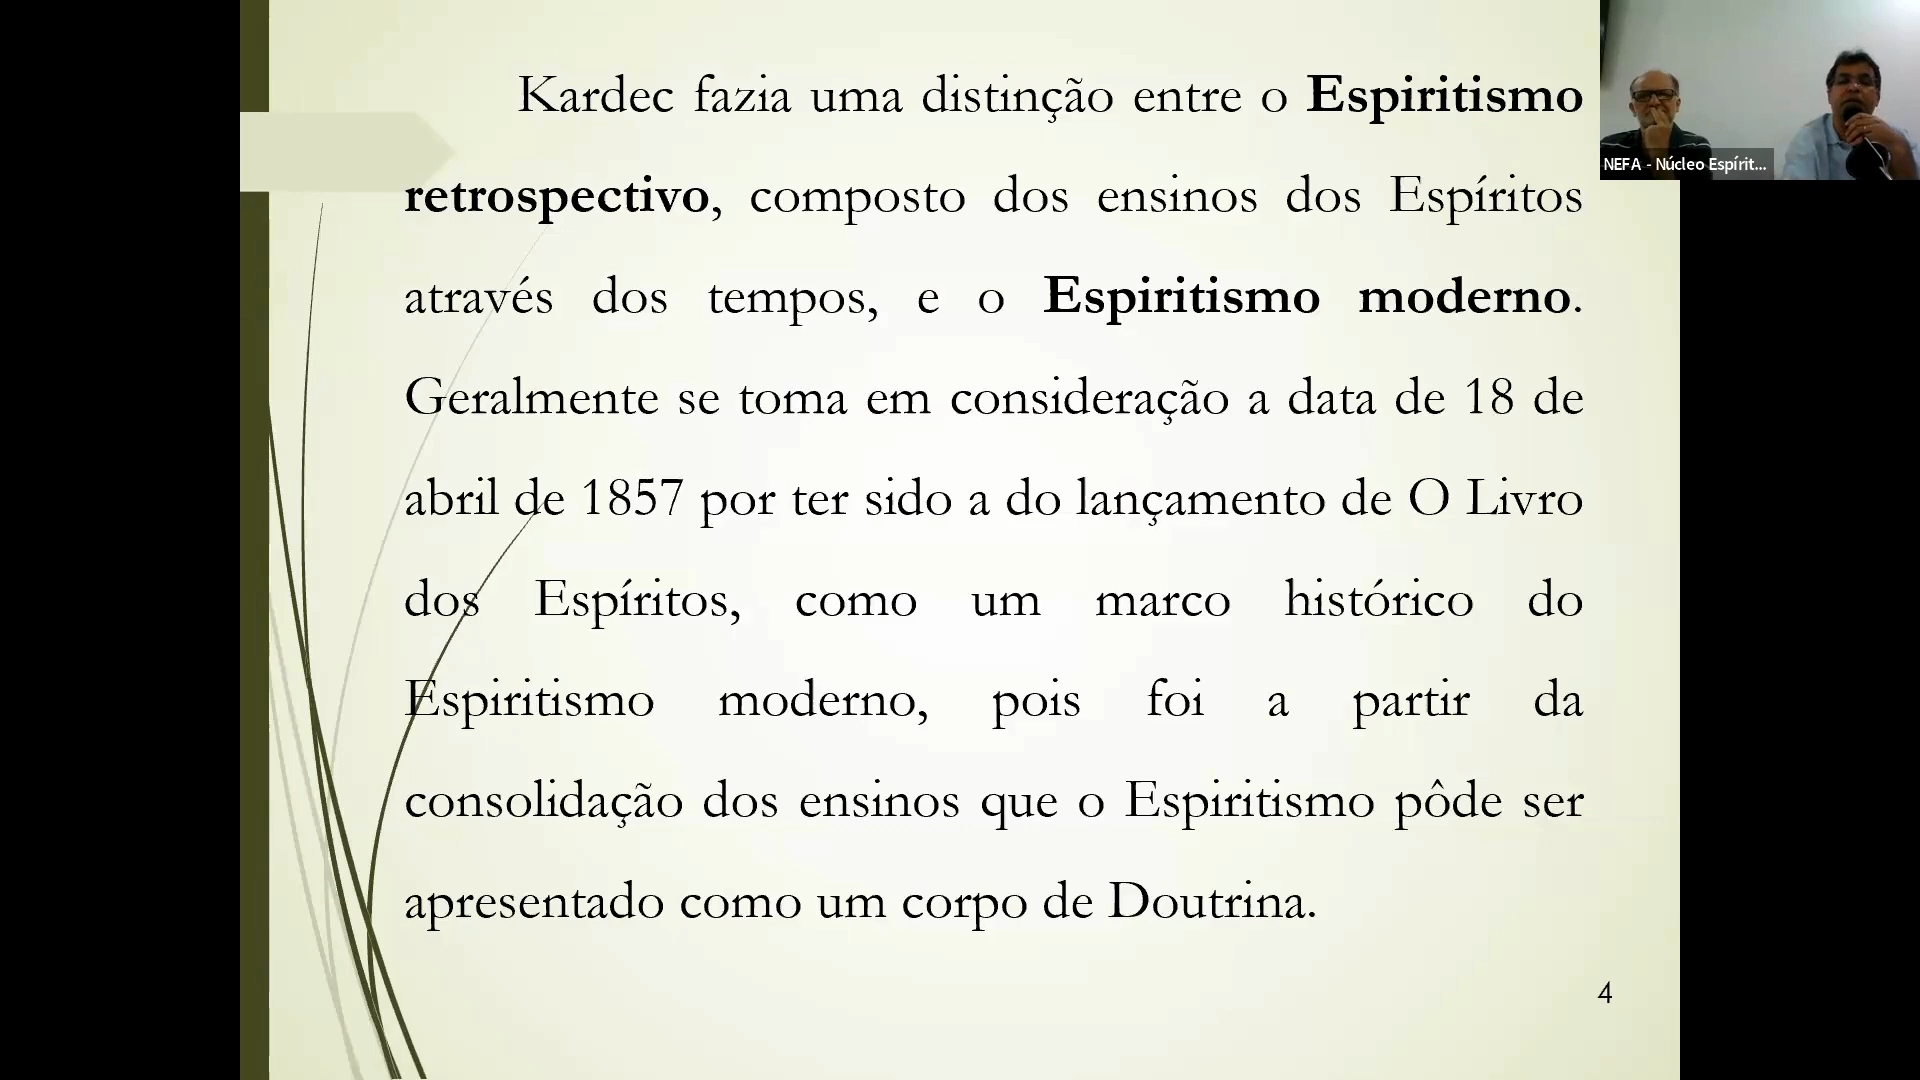 Kardec fazia uma distinção entre o Espiritismo
retrospectivo, composto dos ensinos dos Espíritos
através dos tempos, e o Espiritismo moderno.
Geralmente se toma em consideração a data de 18 de
abril de 1857 por ter sido a do lançamento de O Livro
dos Espíritos, como um marco histórico do
Espiritismo moderno, pois foi a partir da
consolidação dos ensinos que o Espiritismo pôde ser
apresentado como um corpo de Doutrina.
4
NEFA - Núcleo Espírit...